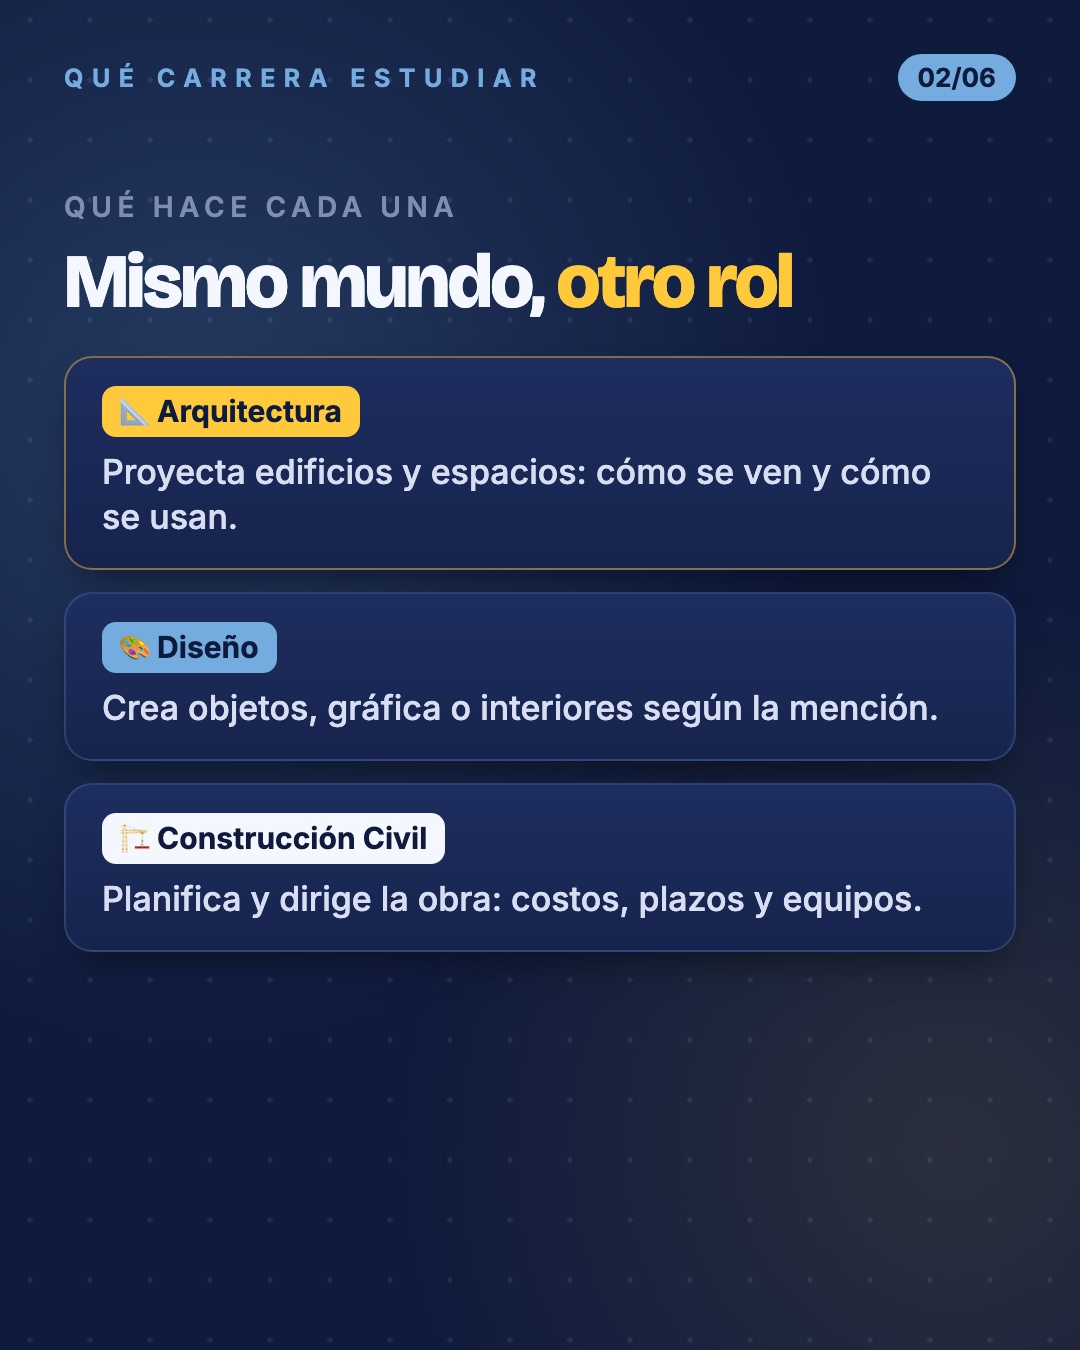 QUÉ CARRERA ESTUDIAR
02/06
QUÉ HACE CADA UNA
Mismo mundo, otro rol
📐 Arquitectura
Proyecta edificios y espacios: cómo se ven y cómo
se usan.
🎨 Diseño
Crea objetos, gráfica o interiores según la mención.
🏗️ Construcción Civil
Planifica y dirige la obra: costos, plazos y equipos.